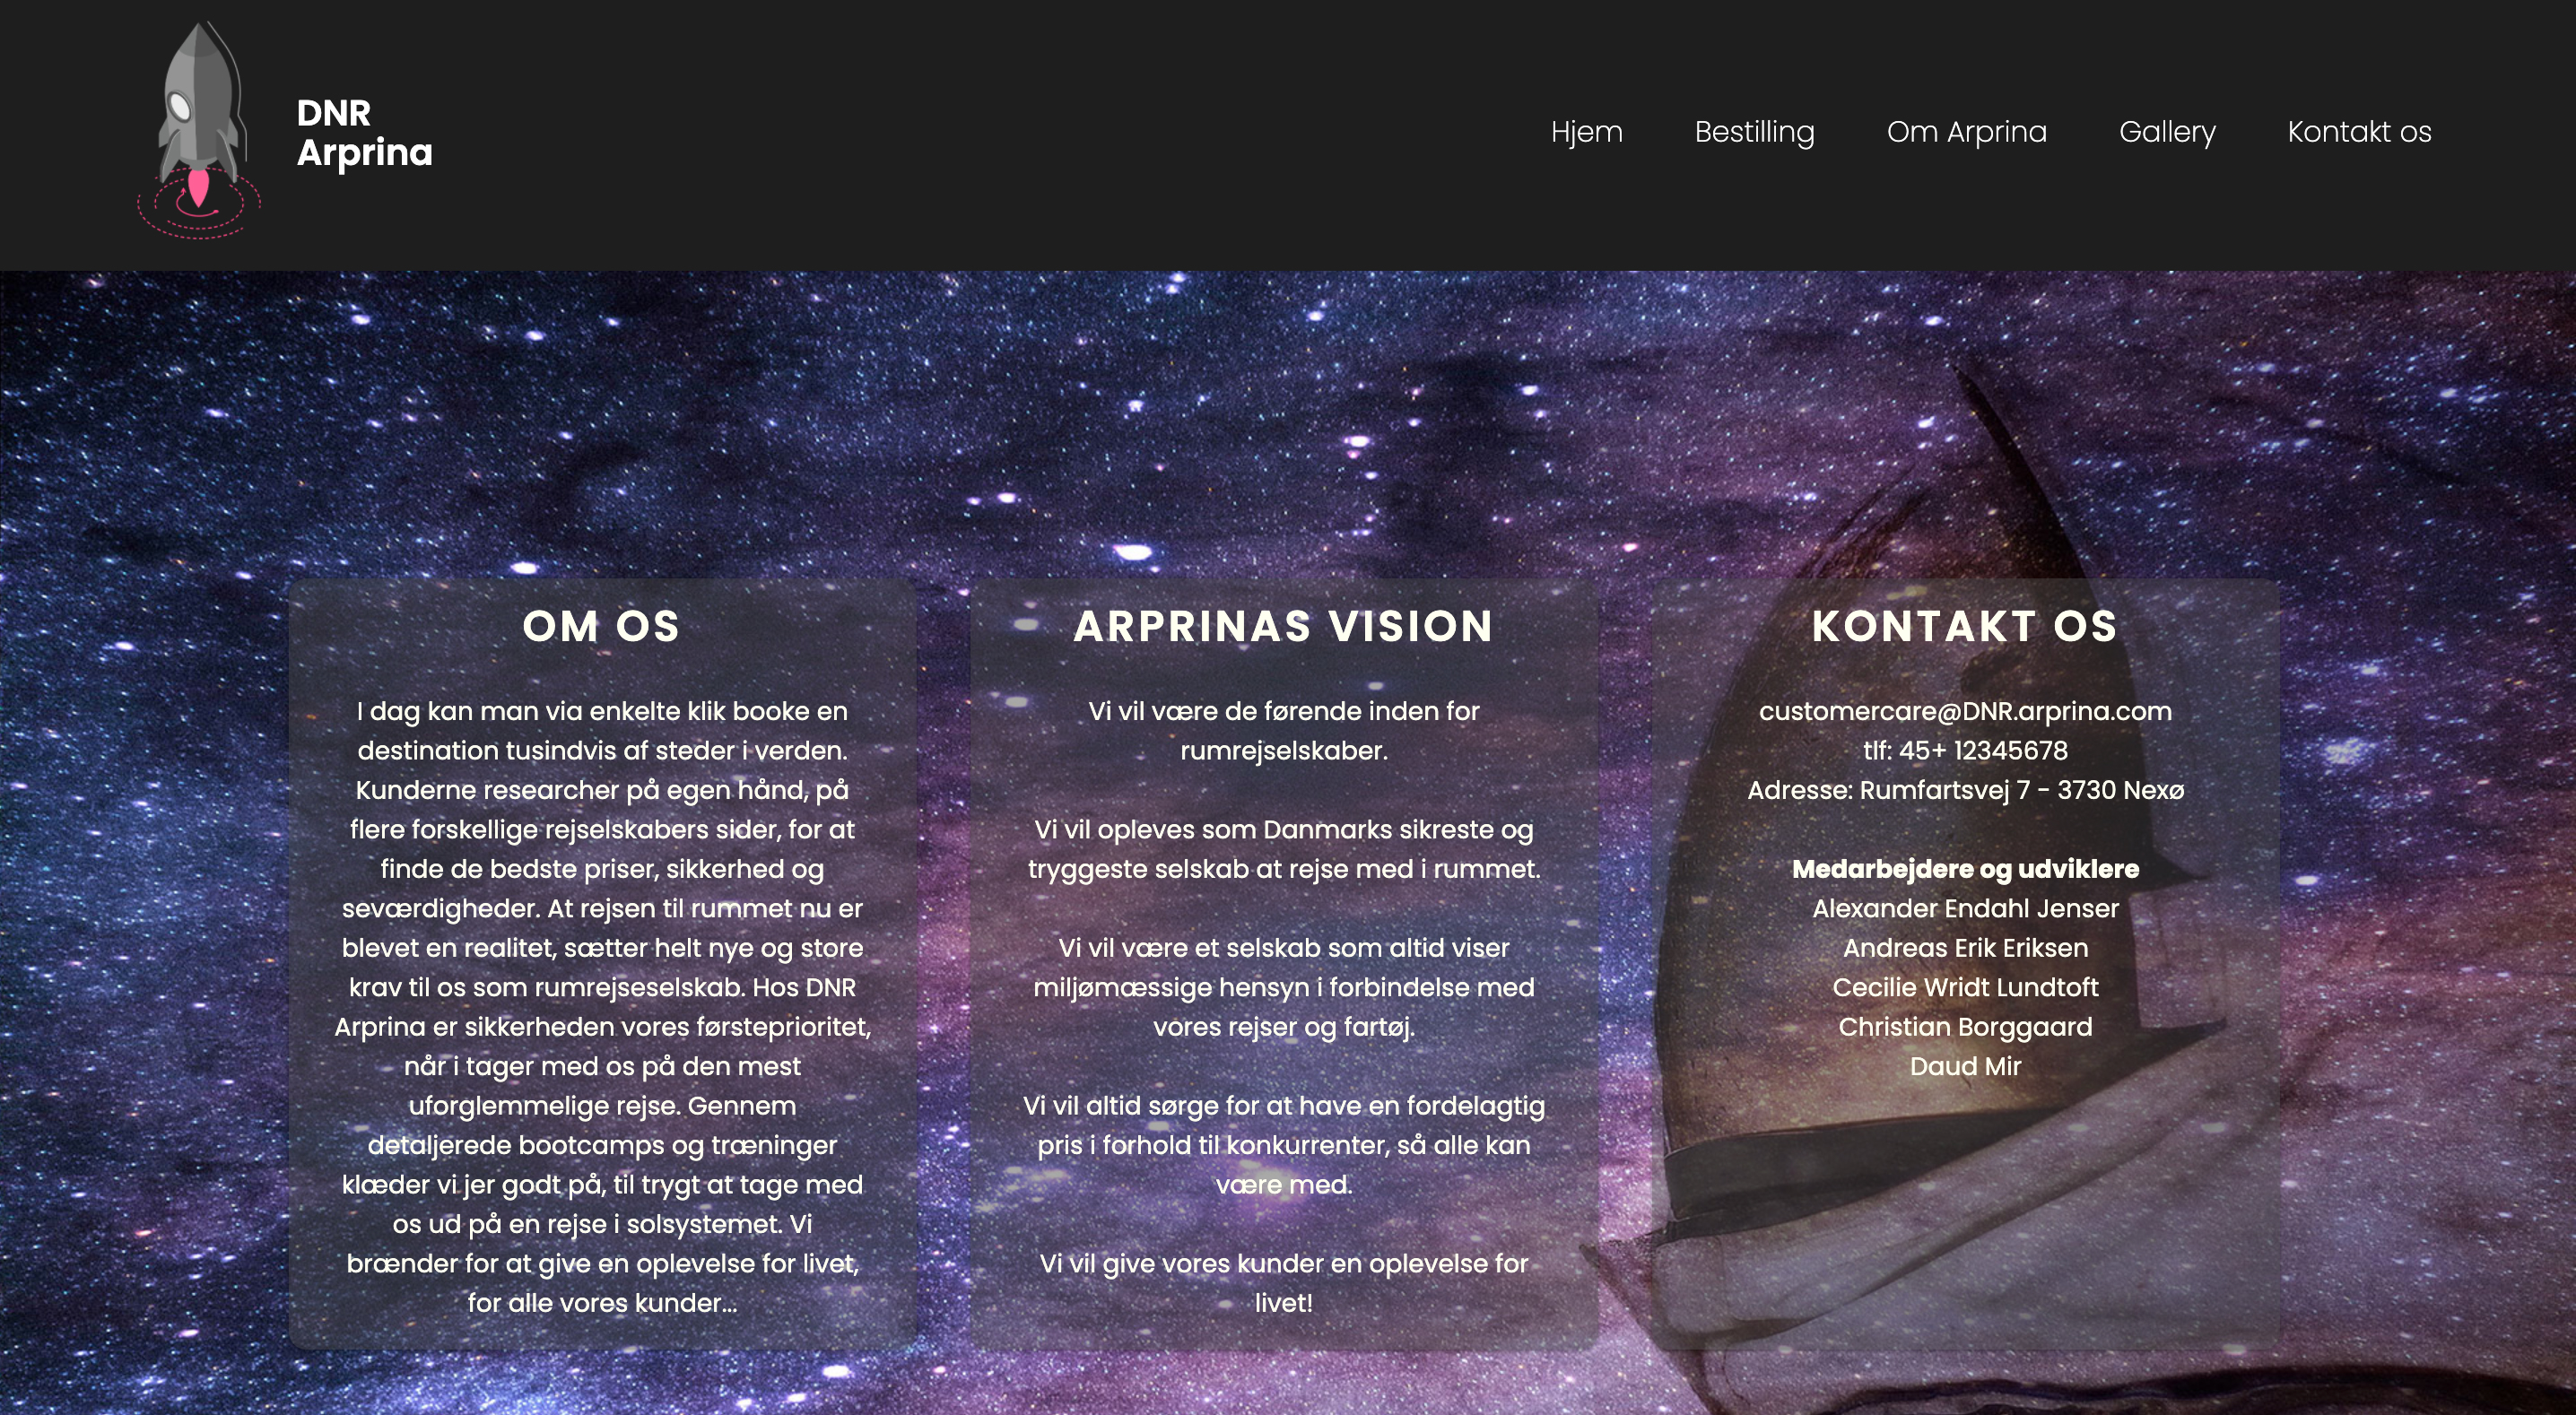 DNR
Arprina
Hjem Bestilling Om Arprina Gallery Kontakt os
OM OS
I dag kan man via enkelte klik booke en
destination tusindvis af steder i verden.
Kunderne researcher på egen hånd, på
flere forskellige rejselskabers sider, for at
finde de bedste priser, sikkerhed og
seværdigheder. At rejsen til rummet nu er
blevet en realitet, sætter helt nye og store
krav til os som rumrejseselskab. Hos DNR
Arprina er sikkerheden vores førsteprioritet,
når i tager med os på den mest
uforglemmelige rejse. Gennem
detaljerede bootcamps og træninger
klæder vi jer godt på, til trygt at tage med
os ud på en rejse i solsystemet. Vi
brænder for at give en oplevelse for livet,
for alle vores kunder...
ARPRINAS VISION
Vi vil være de førende inden for
rumrejselskaber.
Vi vil opleves som Danmarks sikreste og
tryggeste selskab at rejse med i rummet.
Vi vil være et selskab som altid viser
miljømæssige hensyn i forbindelse med
vores rejser og fartøj.
Vi vil altid sørge for at have en fordelagtig
pris i forhold til konkurrenter, så alle kan
være med.
Vi vil give vores kunder en oplevelse for
livet!
KONTAKT OS
customercare@DNR.arprina.com
tlf: 45+ 12345678
Adresse: Rumfartsvej 7 - 3730 Nexø
Medarbejdere og udviklere
Alexander Endahl Jenser
Andreas Erik Eriksen
Cecilie Wridt Lundtoft
Christian Borggaard
Daud Mir